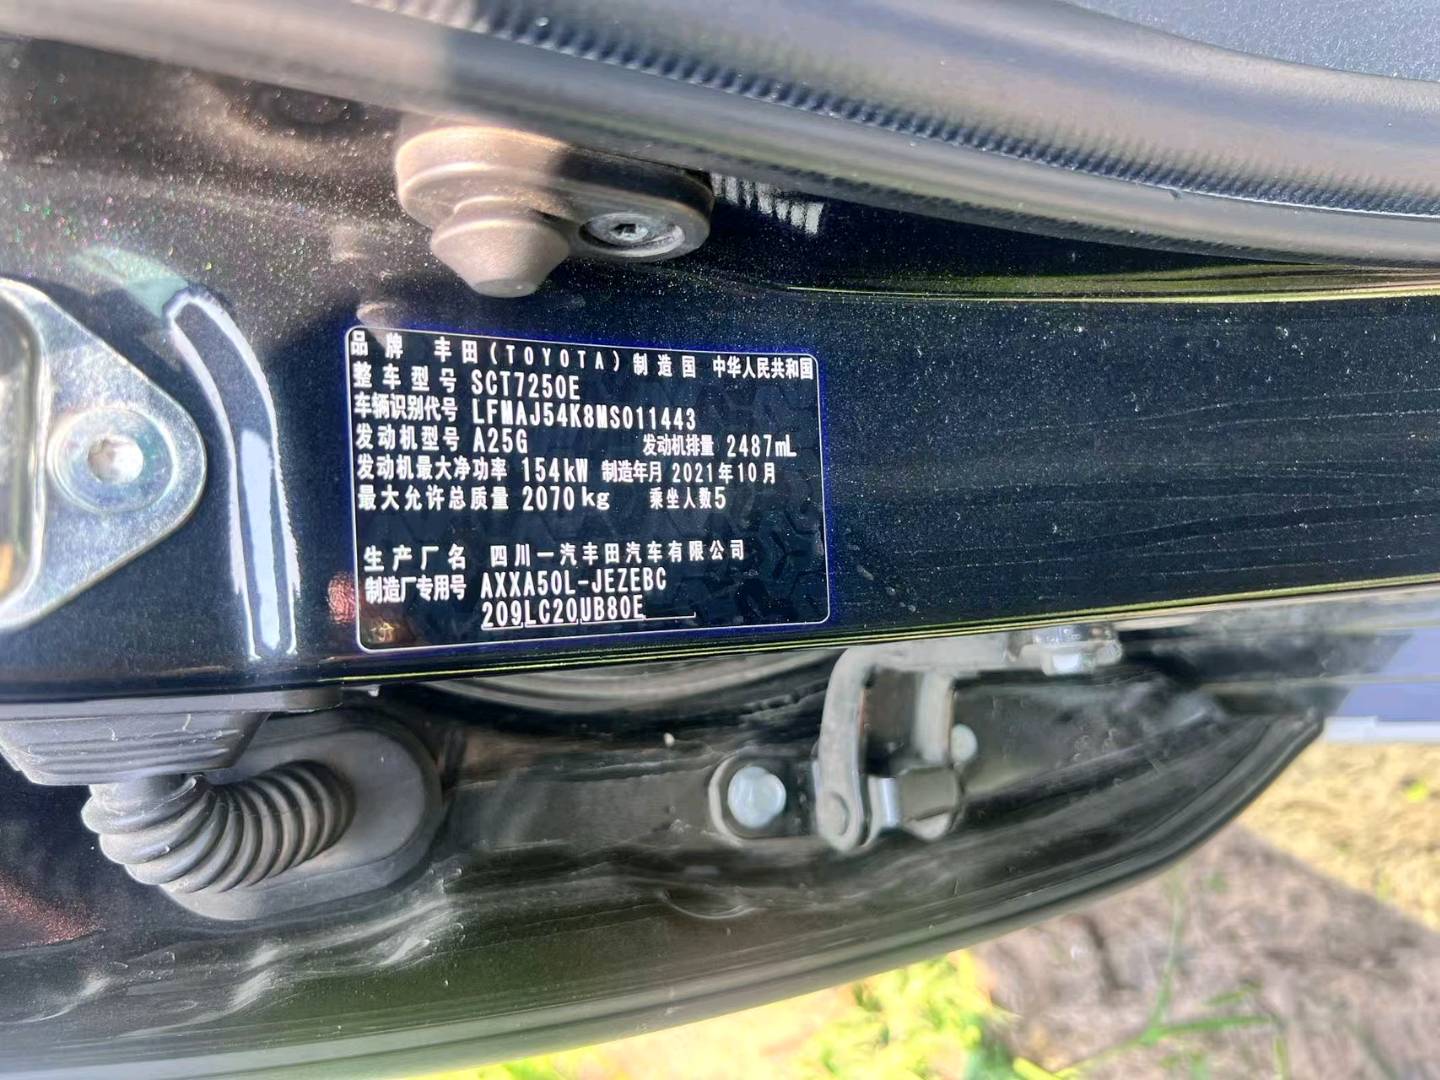 品牌 丰田(TOYOTA) 制造国 中华人民共和国
整车型号 SCT7250E
车辆识别代号 LFMAJ54K8MS011443
发动机型号 A25G 发动机排量 2487mL
发动机最大净功率 154kW 制造年月 2021年10月
最大允许总质量 2070kg 乘坐人数5
生产厂名 四川一汽丰田汽车有限公司
制造厂专用号 AXXA50L-JEZEBC
209LC20UB80E